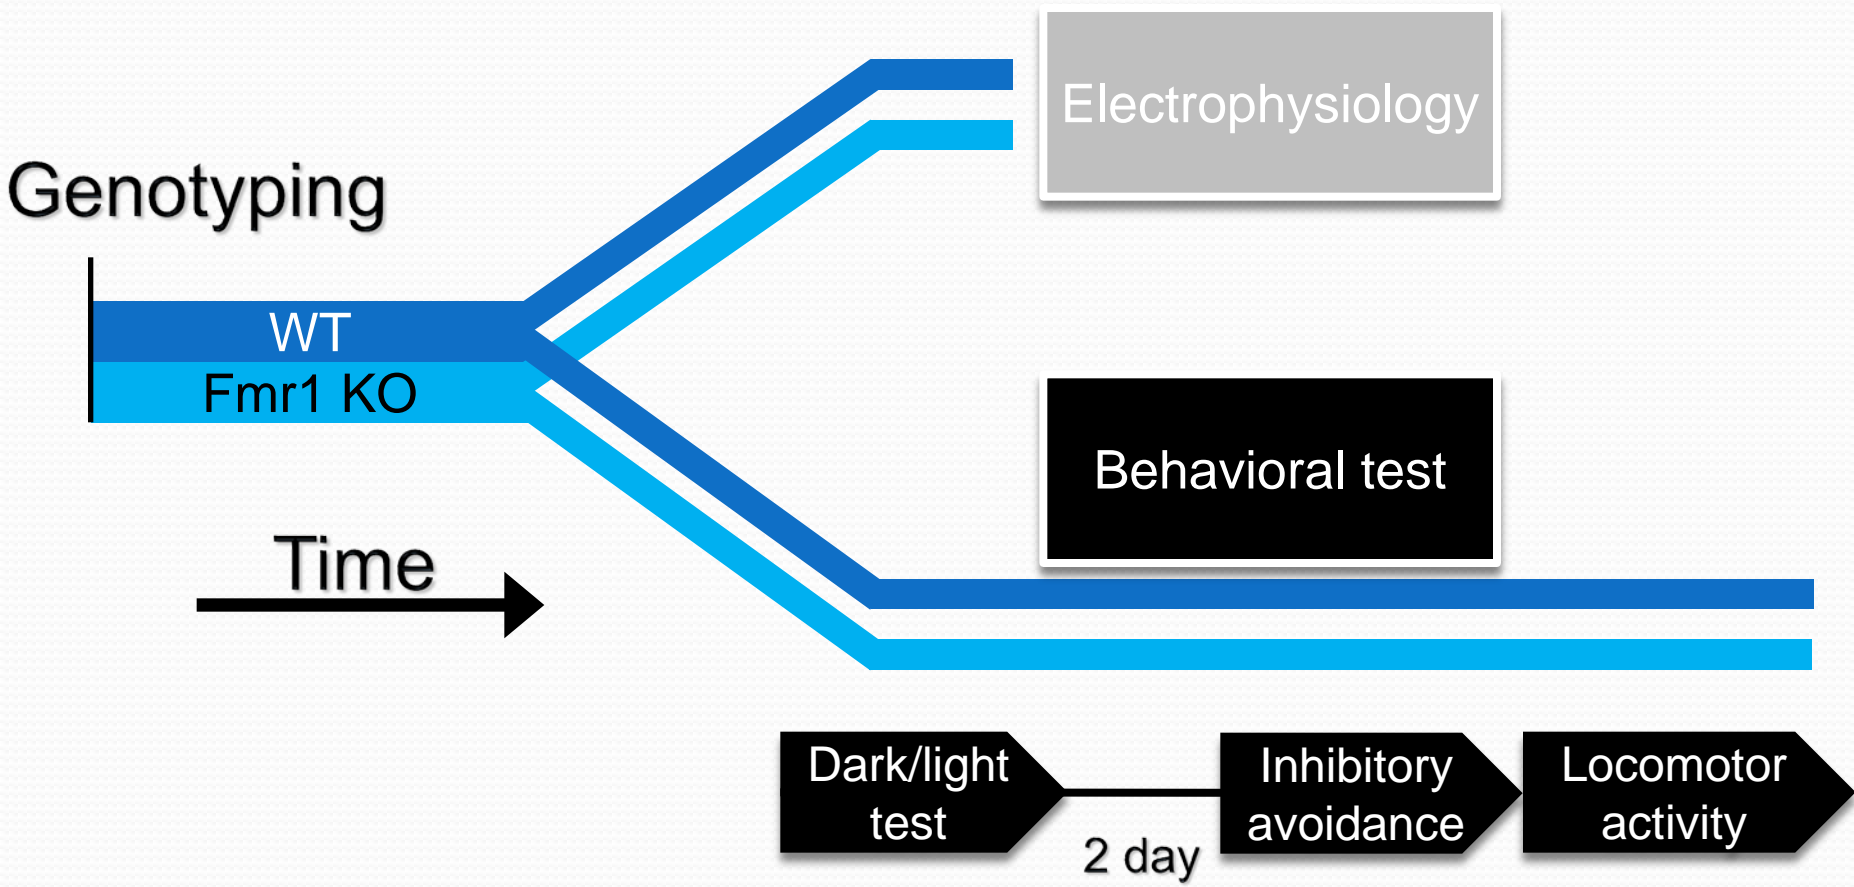 Electrophysiology
Genotyping
WT
Fmr1 KO
Behavioral test
Time
Dark/light
test
2 day
Inhibitory
avoidance
Locomotor
activity